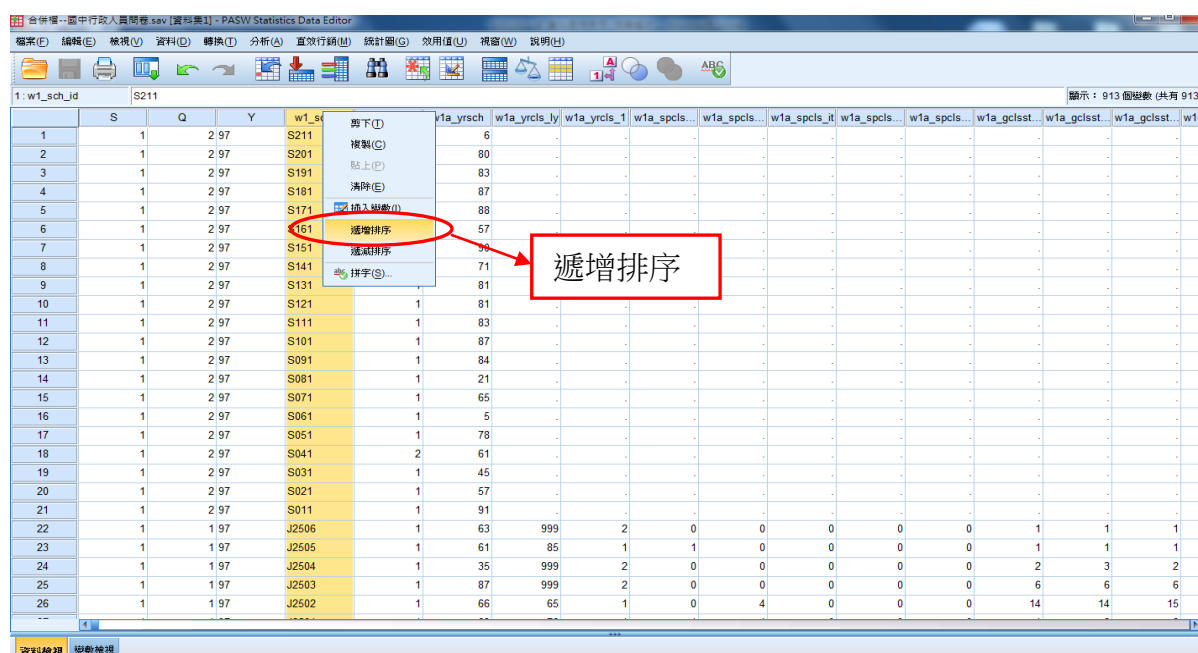 合併檔--國中行政人員問卷.sav [資料集1] - PASW Statistics Data Editor
檔案(F) 編輯(E) 檢視(V) 資料(D) 轉換(T) 分析(A) 直效行銷(M) 統計圖(G) 效用值(U) 視窗(W) 說明(H)
1 : w1_sch_id S211 顯示： 913 個變數 (共有 913
S Q Y w1_s w1a_yrsch w1a_yrcls_ly w1a_yrcls_1 w1a_spcls... w1a_spcls... w1a_spcls_it w1a_spcls... w1a_spcls... w1a_gclsst... w1a_gclsst... w1a_gclsst... w1
剪下(T)
複製(C)
貼上(P)
清除(E)
插入變數(I)
遞增排序
遞減排序
拼字(S)...
遞增排序
1 1 2 97 S211 6 . . . . . . . . . .
2 1 2 97 S201 80 . . . . . . . . . .
3 1 2 97 S191 83 . . . . . . . . . .
4 1 2 97 S181 87 . . . . . . . . . .
5 1 2 97 S171 88 . . . . . . . . . .
6 1 2 97 S161 57
7 1 2 97 S151 90
8 1 2 97 S141 71
9 1 2 97 S131 1 81
10 1 2 97 S121 1 81 . . . . . . . . . .
11 1 2 97 S111 1 83 . . . . . . . . . .
12 1 2 97 S101 1 87 . . . . . . . . . .
13 1 2 97 S091 1 84 . . . . . . . . . .
14 1 2 97 S081 1 21 . . . . . . . . . .
15 1 2 97 S071 1 65 . . . . . . . . . .
16 1 2 97 S061 1 5 . . . . . . . . . .
17 1 2 97 S051 1 78 . . . . . . . . . .
18 1 2 97 S041 2 61 . . . . . . . . . .
19 1 2 97 S031 1 45 . . . . . . . . . .
20 1 2 97 S021 1 57 . . . . . . . . . .
21 1 2 97 S011 1 91 . . . . . . . . . .
22 1 1 97 J2506 1 63 999 2 0 0 0 0 0 1 1 1
23 1 1 97 J2505 1 61 85 1 1 0 0 0 0 1 1 1
24 1 1 97 J2504 1 35 999 2 0 0 0 0 0 2 3 2
25 1 1 97 J2503 1 87 999 2 0 0 0 0 0 6 6 6
26 1 1 97 J2502 1 66 65 1 0 4 0 0 0 14 14 15
資料檢視 變數檢視